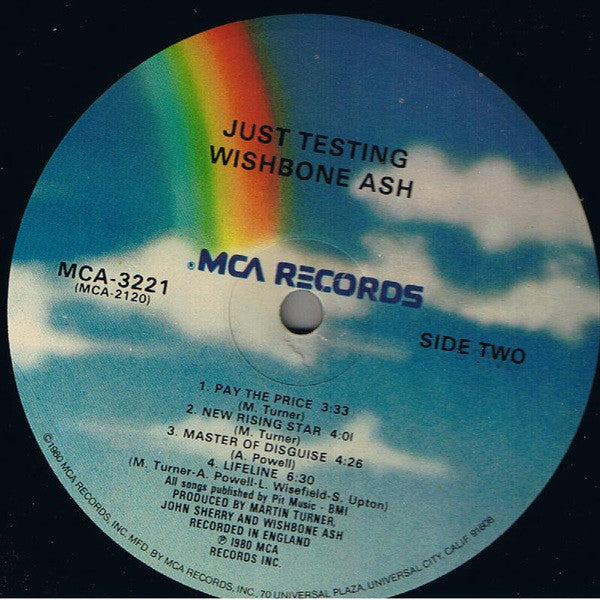 JUST TESTING
WISHBONE ASH
®MCA RECORDS
MCA-3221
(MCA-2120)
SIDE TWO
1. PAY THE PRICE 3:33
(M. Turner)
2. NEW RISING STAR 4:01
(M. Turner)
3. MASTER OF DISGUISE 4:26
(A. Powell)
4. LIFELINE 6:30
(M. Turner-A. Powell-L. Wisefield-S. Upton)
All songs published by Pit Music - BMI
PRODUCED BY MARTIN TURNER,
JOHN SHERRY AND WISHBONE ASH
RECORDED IN ENGLAND
℗ 1980 MCA
RECORDS INC.
©1980 MCA RECORDS, INC. MFD. BY MCA RECORDS, INC., 70 UNIVERSAL PLAZA, UNIVERSAL CITY, CALIF. 91608